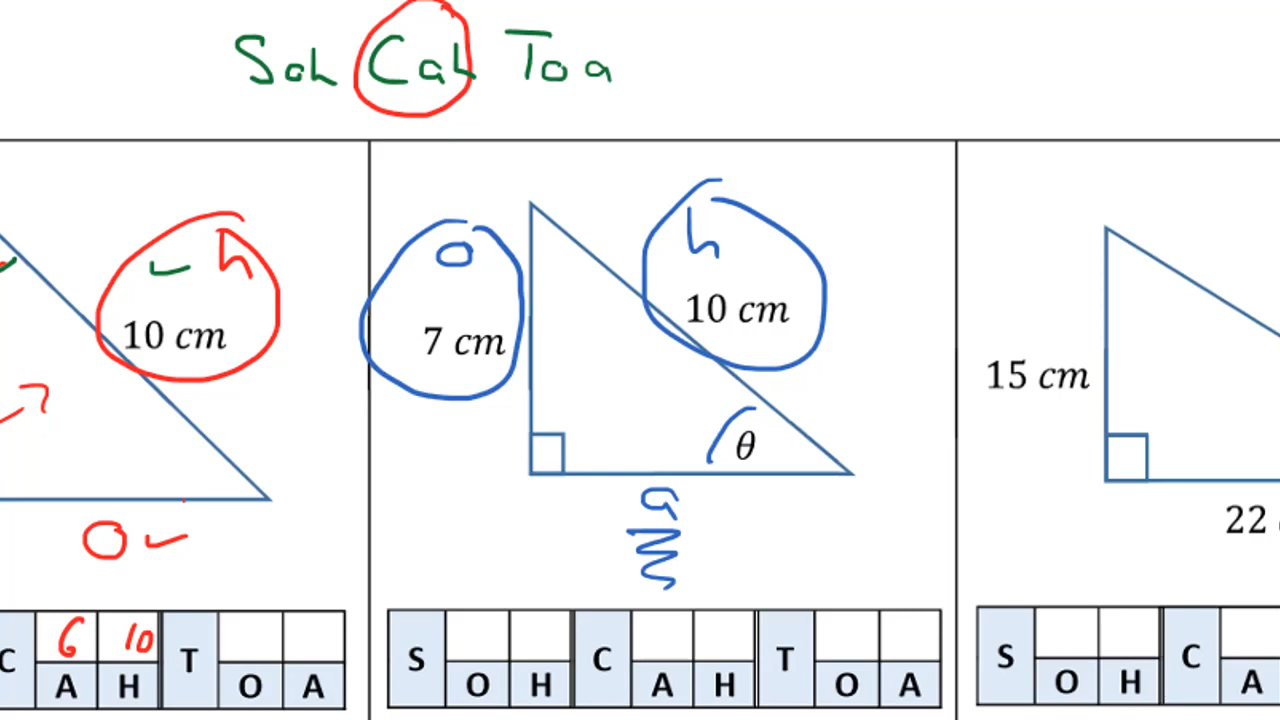 Soh Cah Toa
h
10 cm
?
O
6 10
C A H T O A
O
7 cm
h
10 cm
θ
a
S O H C A H T O A
15 cm
22
S O H C A